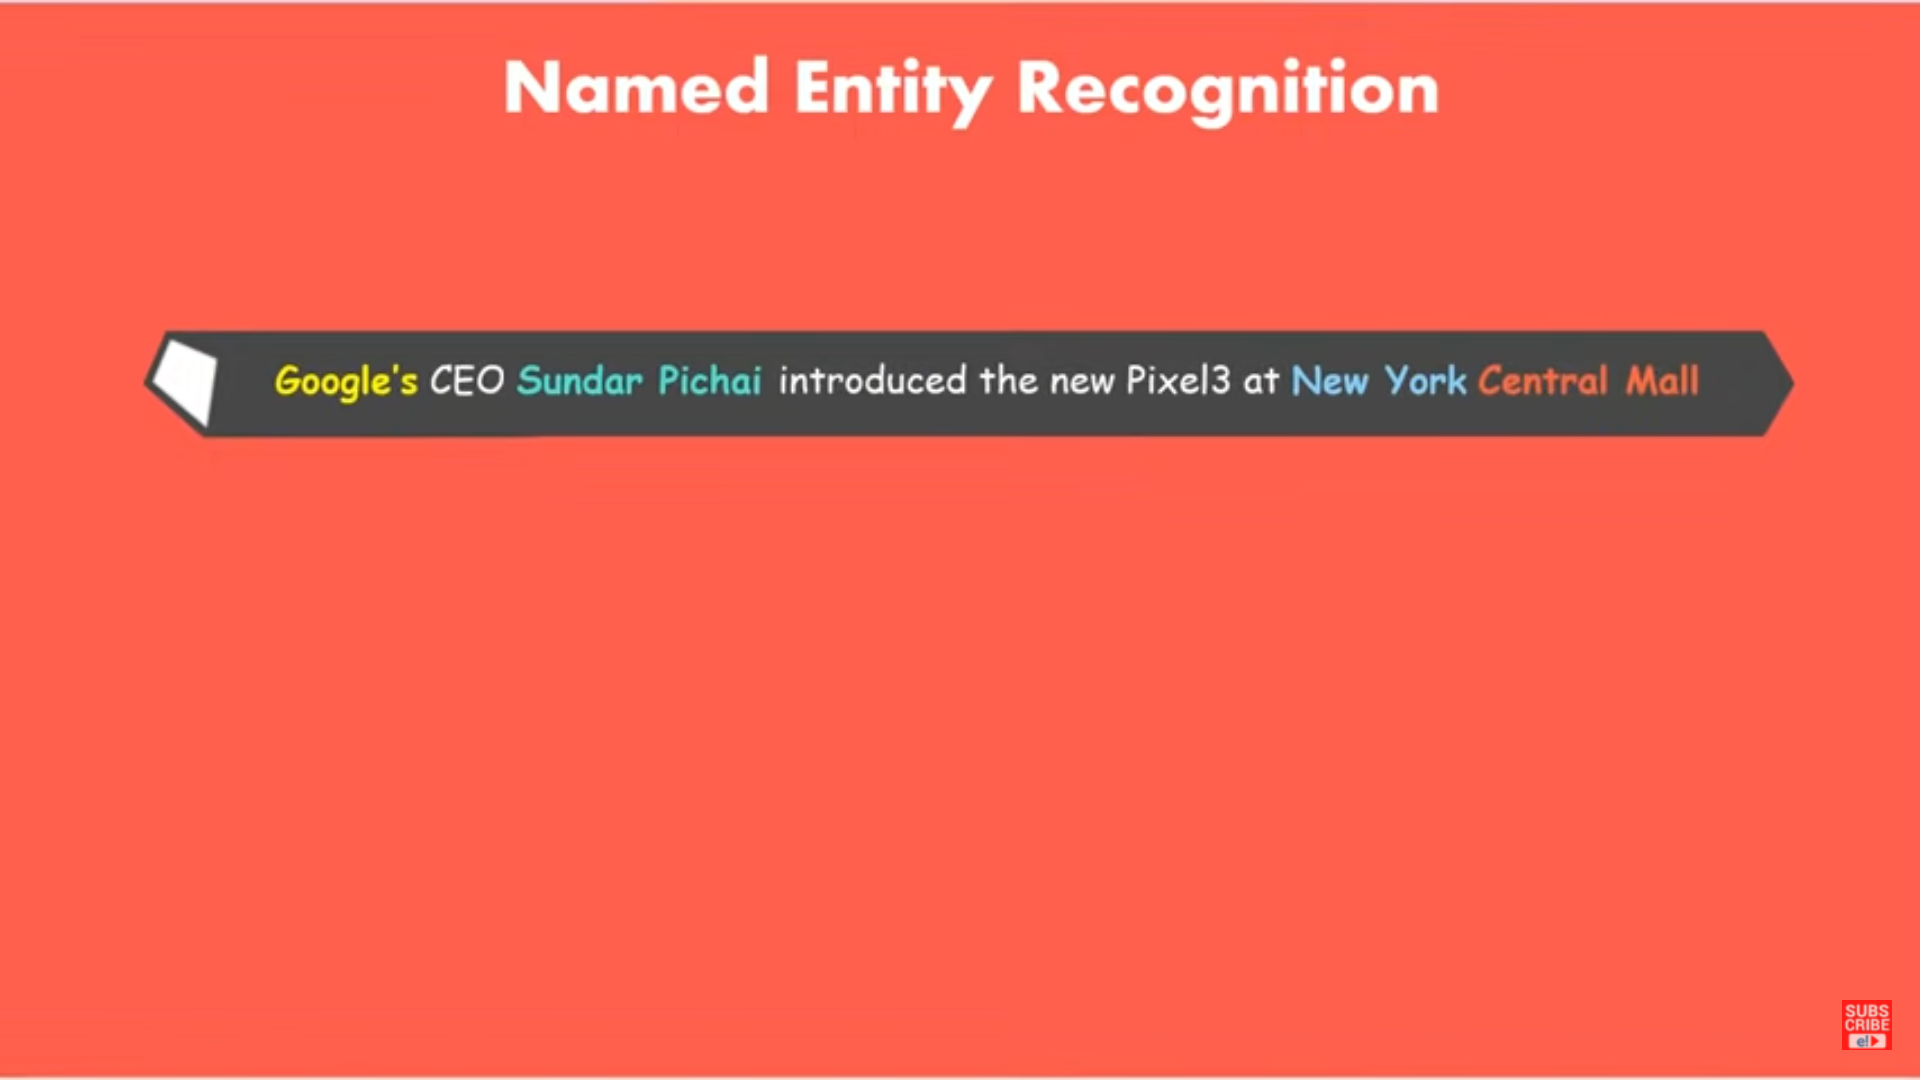 Named Entity Recognition
Google's CEO Sundar Pichai introduced the new Pixel3 at New York Central Mall
SUBS
CRIBE
e!